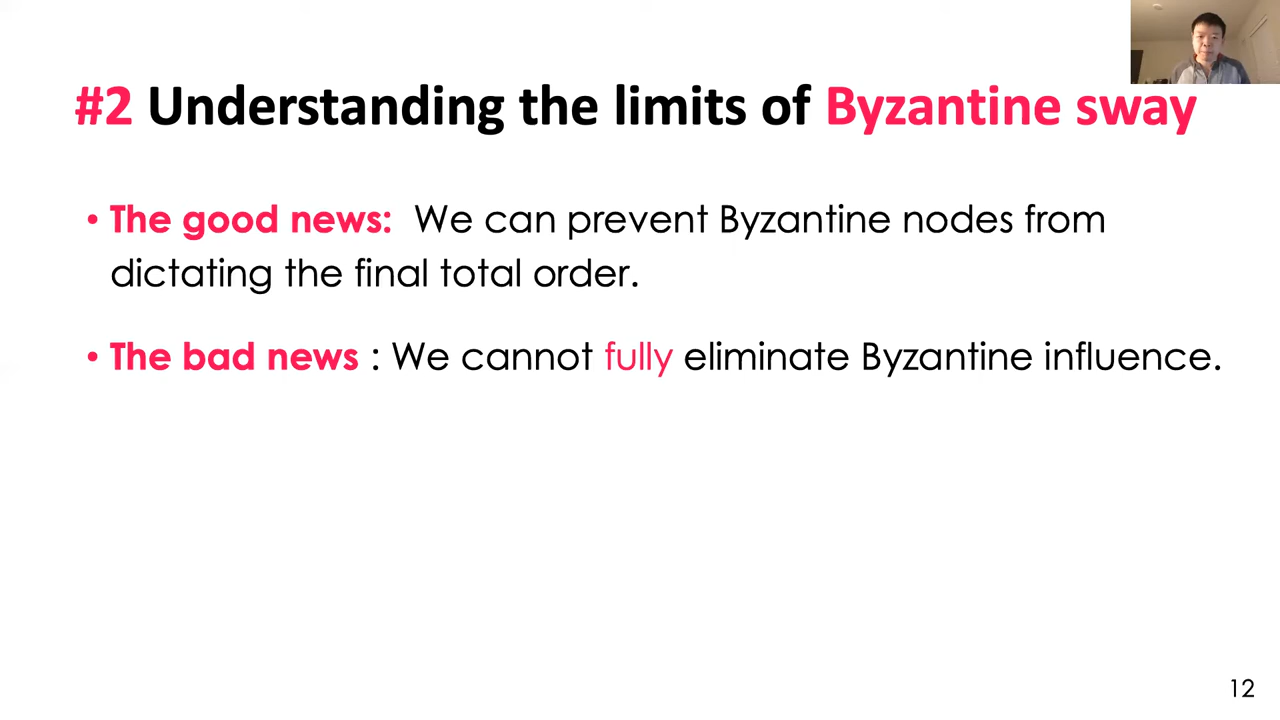 #2 Understanding the limits of Byzantine sway
• The good news: We can prevent Byzantine nodes from
dictating the final total order.
• The bad news : We cannot fully eliminate Byzantine influence.
12